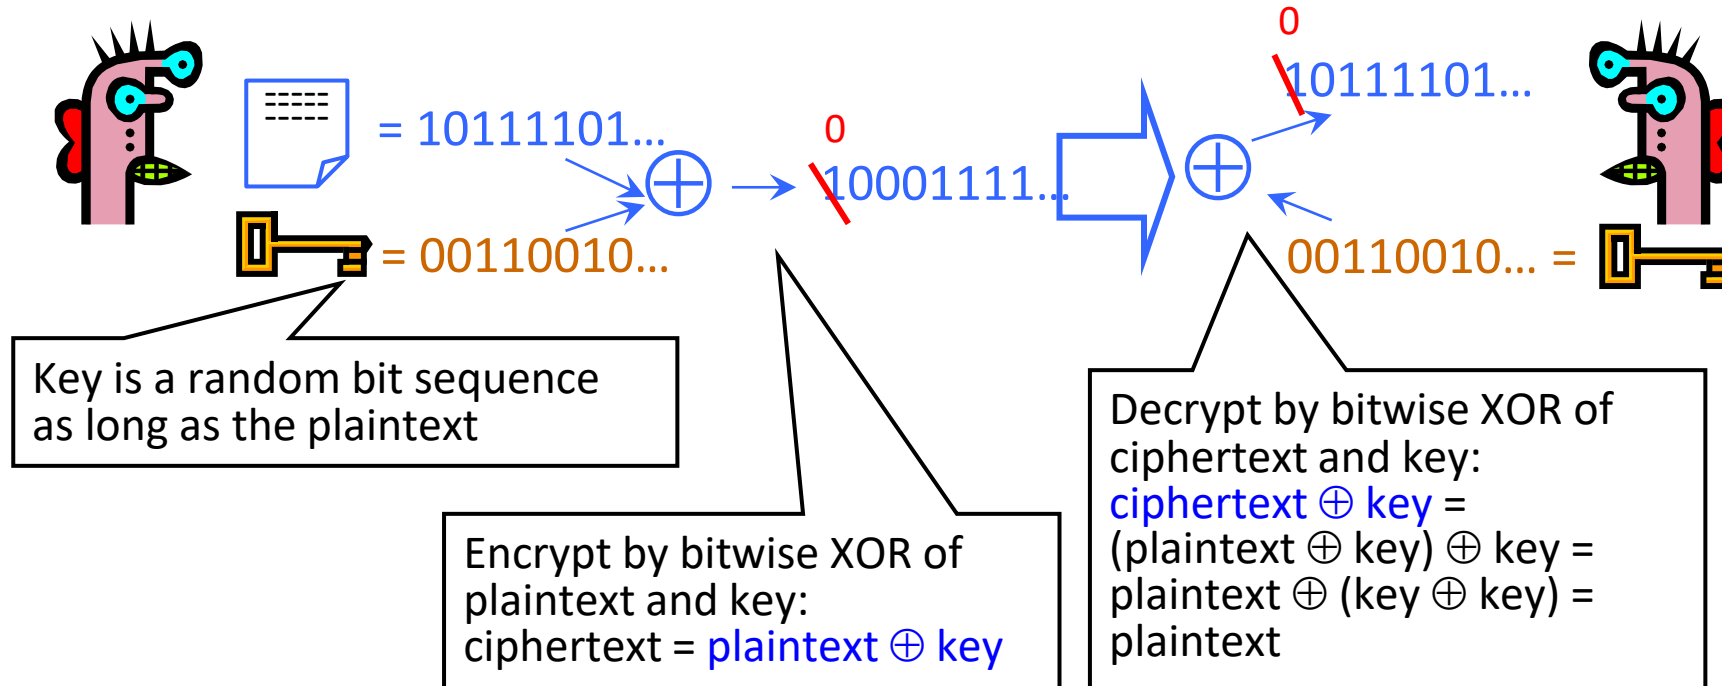 0
10111101...
= 10111101...
0
10001111...
= 00110010...
00110010... =
Key is a random bit sequence
as long as the plaintext
Encrypt by bitwise XOR of
plaintext and key:
ciphertext = plaintext ⊕ key
Decrypt by bitwise XOR of
ciphertext and key:
ciphertext ⊕ key =
(plaintext ⊕ key) ⊕ key =
plaintext ⊕ (key ⊕ key) =
plaintext